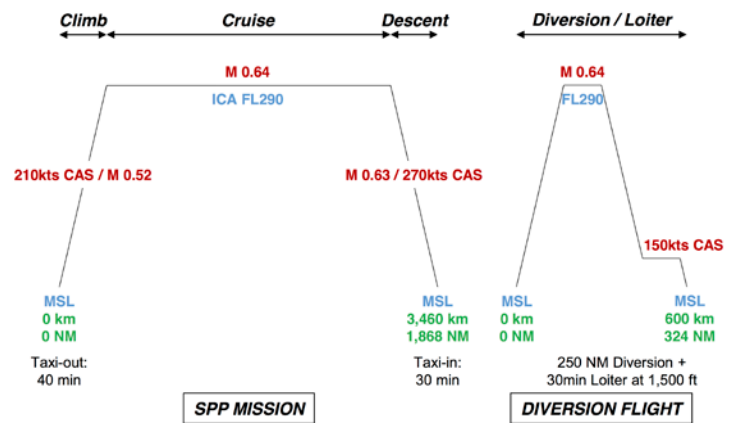 Climb
Cruise
Descent
Diversion / Loiter
M 0.64
ICA FL290
M 0.64
FL290
210kts CAS / M 0.52
M 0.63 / 270kts CAS
150kts CAS
MSL
0 km
0 NM
MSL
3,460 km
1,868 NM
MSL
0 km
0 NM
MSL
600 km
324 NM
Taxi-out:
40 min
Taxi-in:
30 min
250 NM Diversion +
30min Loiter at 1,500 ft
SPP MISSION
DIVERSION FLIGHT